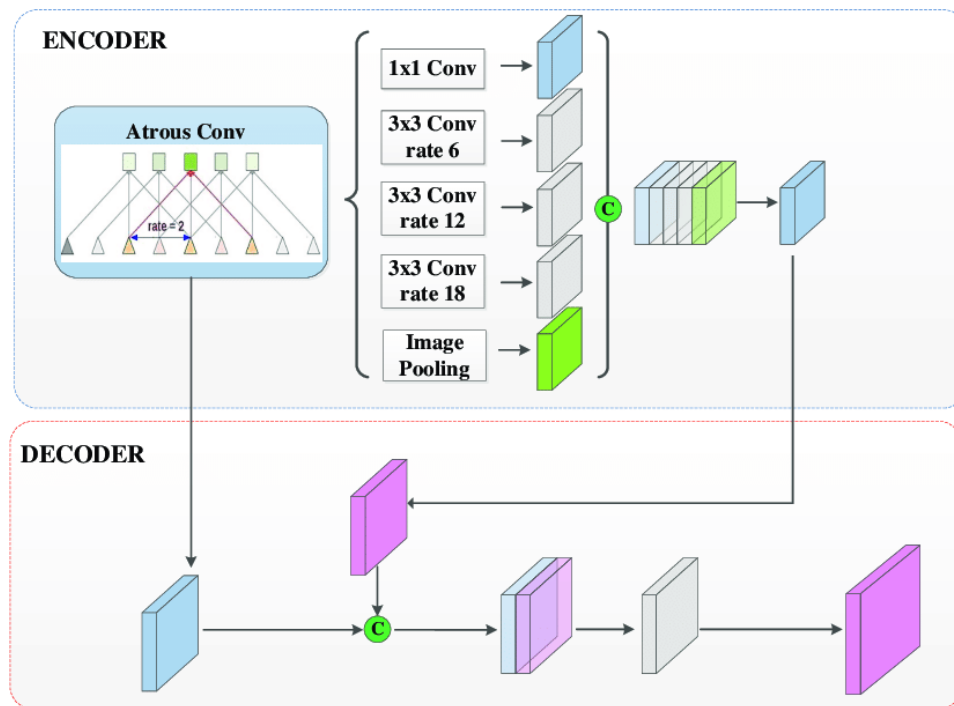 ENCODER
Atrous Conv
rate = 2
1x1 Conv
3x3 Conv
rate 6
3x3 Conv
rate 12
3x3 Conv
rate 18
Image
Pooling
C
DECODER
C